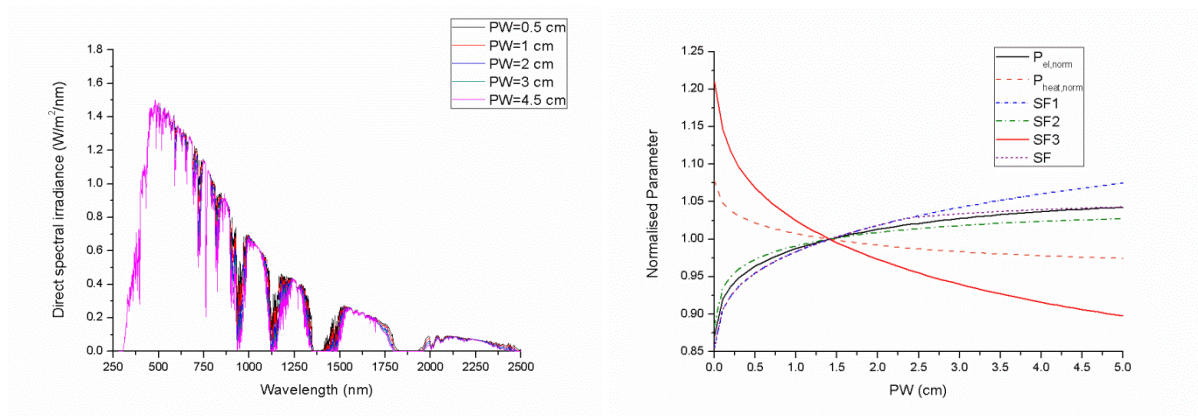 PW=0.5 cm
PW=1 cm
PW=2 cm
PW=3 cm
PW=4.5 cm
1.8
1.6
1.4
1.2
1.0
0.8
0.6
0.4
0.2
0.0
Direct spectral irradiance (W/m²/nm)
250 500 750 1000 1250 1500 1750 2000 2250 2500
Wavelength (nm)
P el,norm
P heat,norm
SF1
SF2
SF3
SF
1.25
1.20
1.15
1.10
1.05
1.00
0.95
0.90
0.85
Normalised Parameter
0.0 0.5 1.0 1.5 2.0 2.5 3.0 3.5 4.0 4.5 5.0
PW (cm)